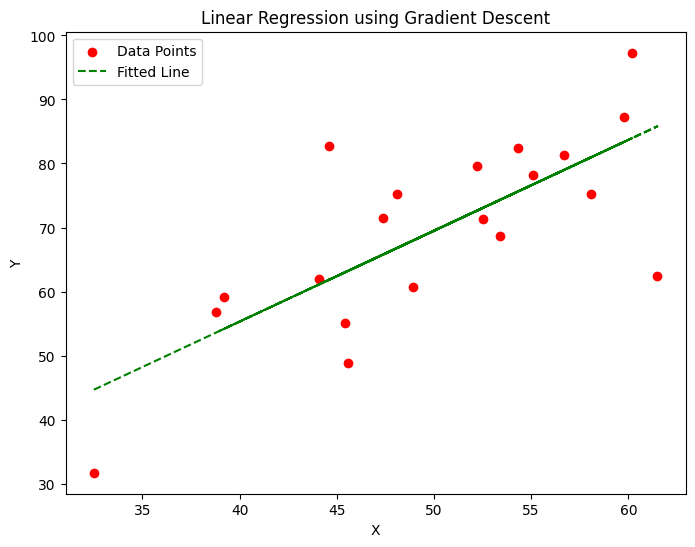 Linear Regression using Gradient Descent
Data Points
Fitted Line
100
90
80
70
60
50
40
30
Y
35
40
45
50
55
60
X